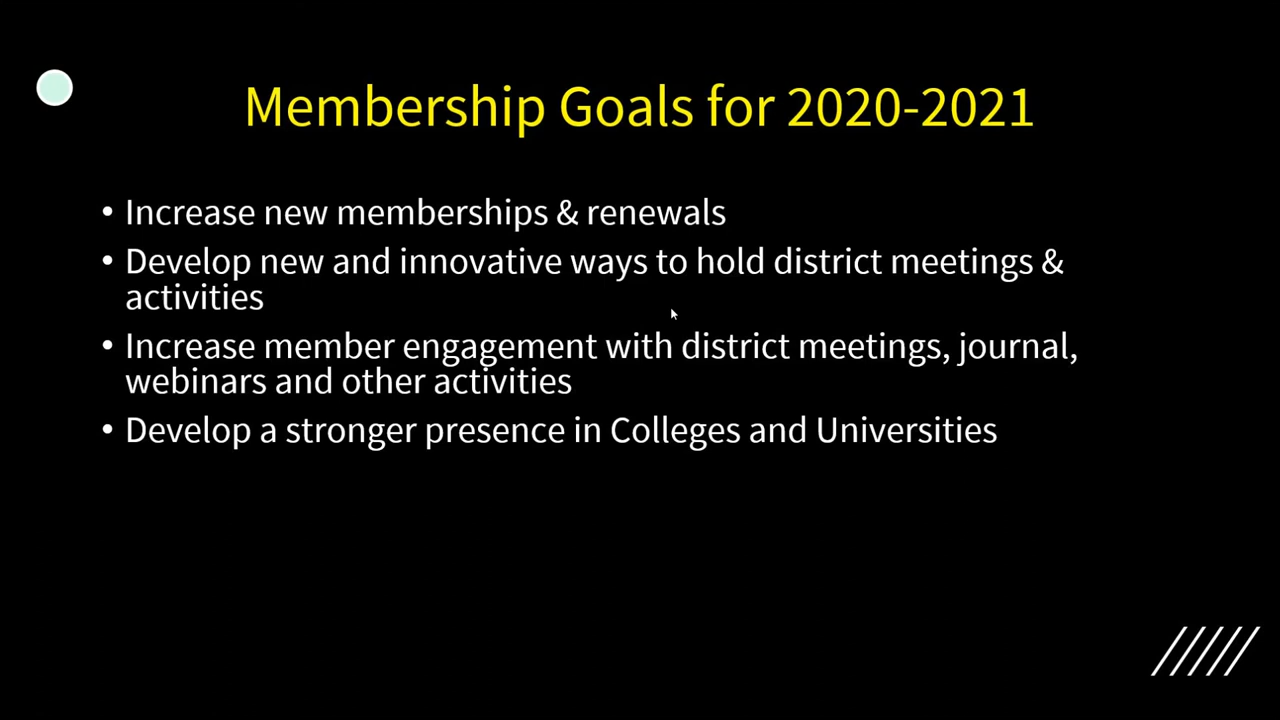 Membership Goals for 2020-2021
• Increase new memberships & renewals
• Develop new and innovative ways to hold district meetings &
activities
• Increase member engagement with district meetings, journal,
webinars and other activities
• Develop a stronger presence in Colleges and Universities